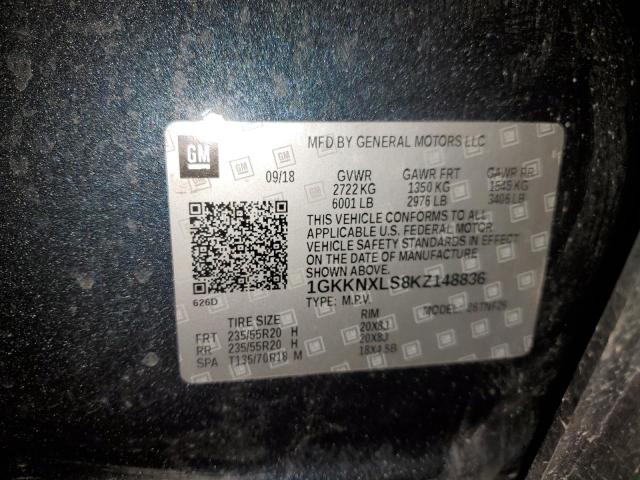 GM
MFD BY GENERAL MOTORS LLC
09/18 GVWR GAWR FRT GAWR RR
2722 KG 1350 KG 1545 KG
6001 LB 2976 LB 3406 LB
THIS VEHICLE CONFORMS TO ALL
APPLICABLE U.S. FEDERAL MOTOR
VEHICLE SAFETY STANDARDS IN EFFECT
ON THE DATE OF MANUFACTURE
SHOWN ABOVE.
626D
1GKKNXLS8KZ148836
TYPE: M.P.V. MODEL:
TIRE SIZE RIM
FRT 235/55R20 H 20X8J
RR 235/55R20 H 20X8J
SPA T135/70R18 M 18X4.5B